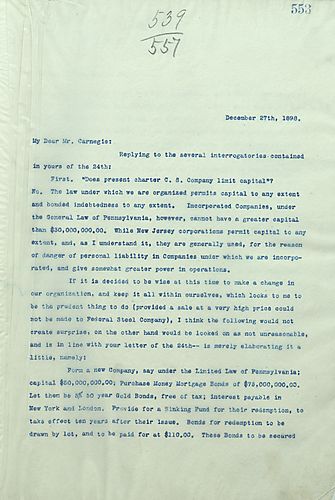 553
539
557
December 27th, 1898.
My Dear Mr. Carnegie:
Replying to the several interrogatories contained
in yours of the 24th:
First. "Does present charter C. S. Company limit capital"?
No. The law under which we are organized permits capital to any extent
and bonded indebtedness to any extent. Incorporated Companies, under
the General Law of Pennsylvania, however, cannot have a greater capital
than $30,000,000.00. While New Jersey corporations permit capital to any
extent, and, as I understand it, they are generally used, for the reason
of danger of personal liability in Companies under which we are incorpo-
rated, and give somewhat greater power in operations.
If it is decided to be wise at this time to make a change in
our organization, and keep it all within ourselves, which looks to me to
be the prudent thing to do (provided a sale at a very high price could
not be made to Federal Steel Company), I think the following would not
create surprise, on the other hand would be looked on as not unreasonable,
and is in line with your letter of the 24th-- is merely elaborating it a
little, namely:
Form a new Company, say under the Limited Law of Pennsylvania;
capital $50,000,000.00; Purchase Money Mortgage Bonds of $75,000,000.00.
Let them be 5% 50 year Gold Bonds, free of tax; interest payable in
New York and London. Provide for a Sinking Fund for their redemption, to
take effect ten years after their issue. Bonds for redemption to be
drawn by lot, and to be paid for at $110.00. These Bonds to be secured